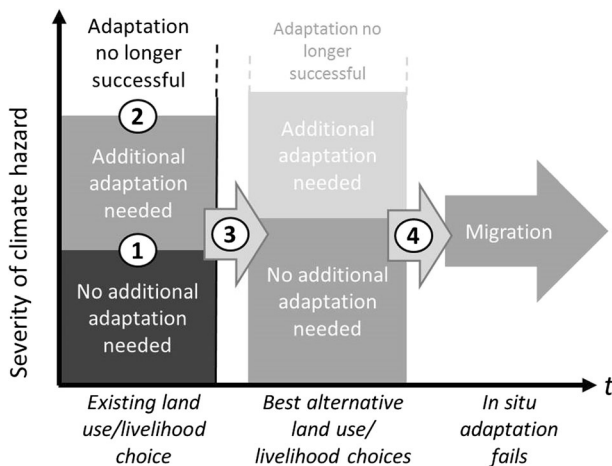 Adaptation
no longer
successful
Adaptation no
longer
successful
2
Additional
adaptation
needed
Additional
adaptation
needed
1
3
4
Migration
No additional
adaptation
needed
No additional
adaptation
needed
Severity of climate hazard
t
Existing land
use/livelihood
choice
Best alternative
land use/
livelihood choices
In situ
adaptation
fails